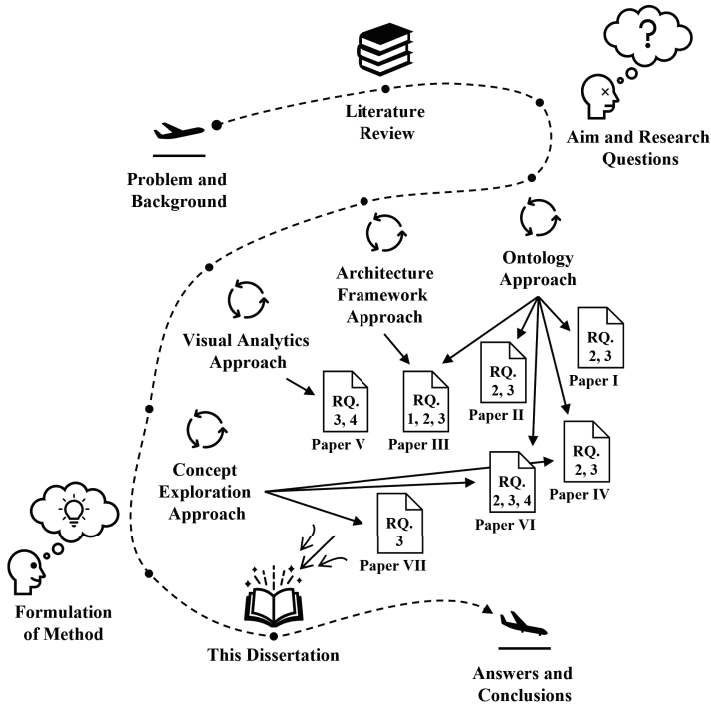 ?
Literature
Review
Aim and Research
Questions
Problem and
Background
Ontology
Approach
Architecture
Framework
Approach
Visual Analytics
Approach
RQ.
2, 3
Paper I
RQ.
2, 3
Paper II
RQ.
1, 2, 3
Paper III
RQ.
3, 4
Paper V
Concept
Exploration
Approach
RQ.
2, 3
Paper IV
RQ.
2, 3, 4
Paper VI
RQ.
3
Paper VII
Formulation
of Method
This Dissertation
Answers and
Conclusions